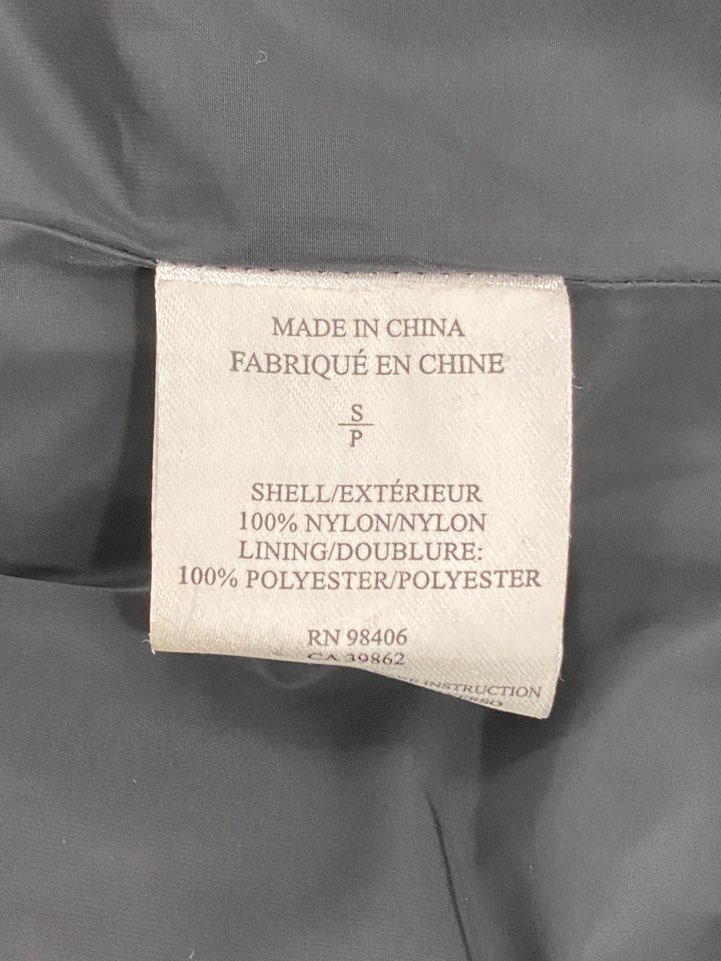 MADE IN CHINA
FABRIQUÉ EN CHINE
S
P
SHELL/EXTÉRIEUR
100% NYLON/NYLON
LINING/DOUBLURE:
100% POLYESTER/POLYESTER
RN 98406
CA 39862
INSTRUCTION